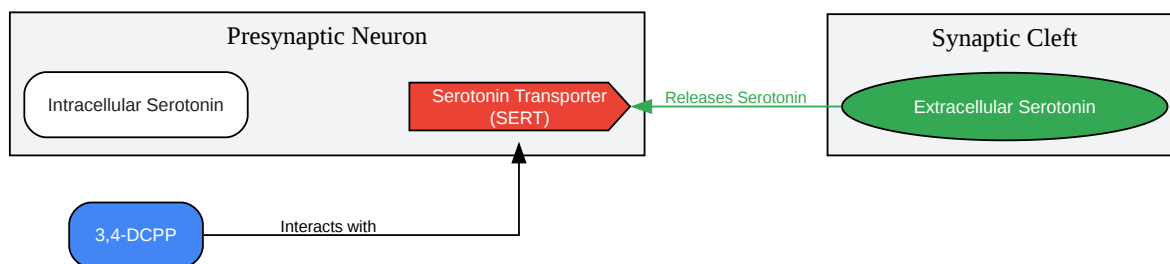 Presynaptic Neuron
Synaptic Cleft
Intracellular Serotonin
Serotonin Transporter
(SERT)
Releases Serotonin
Extracellular Serotonin
3,4-DCPP
Interacts with